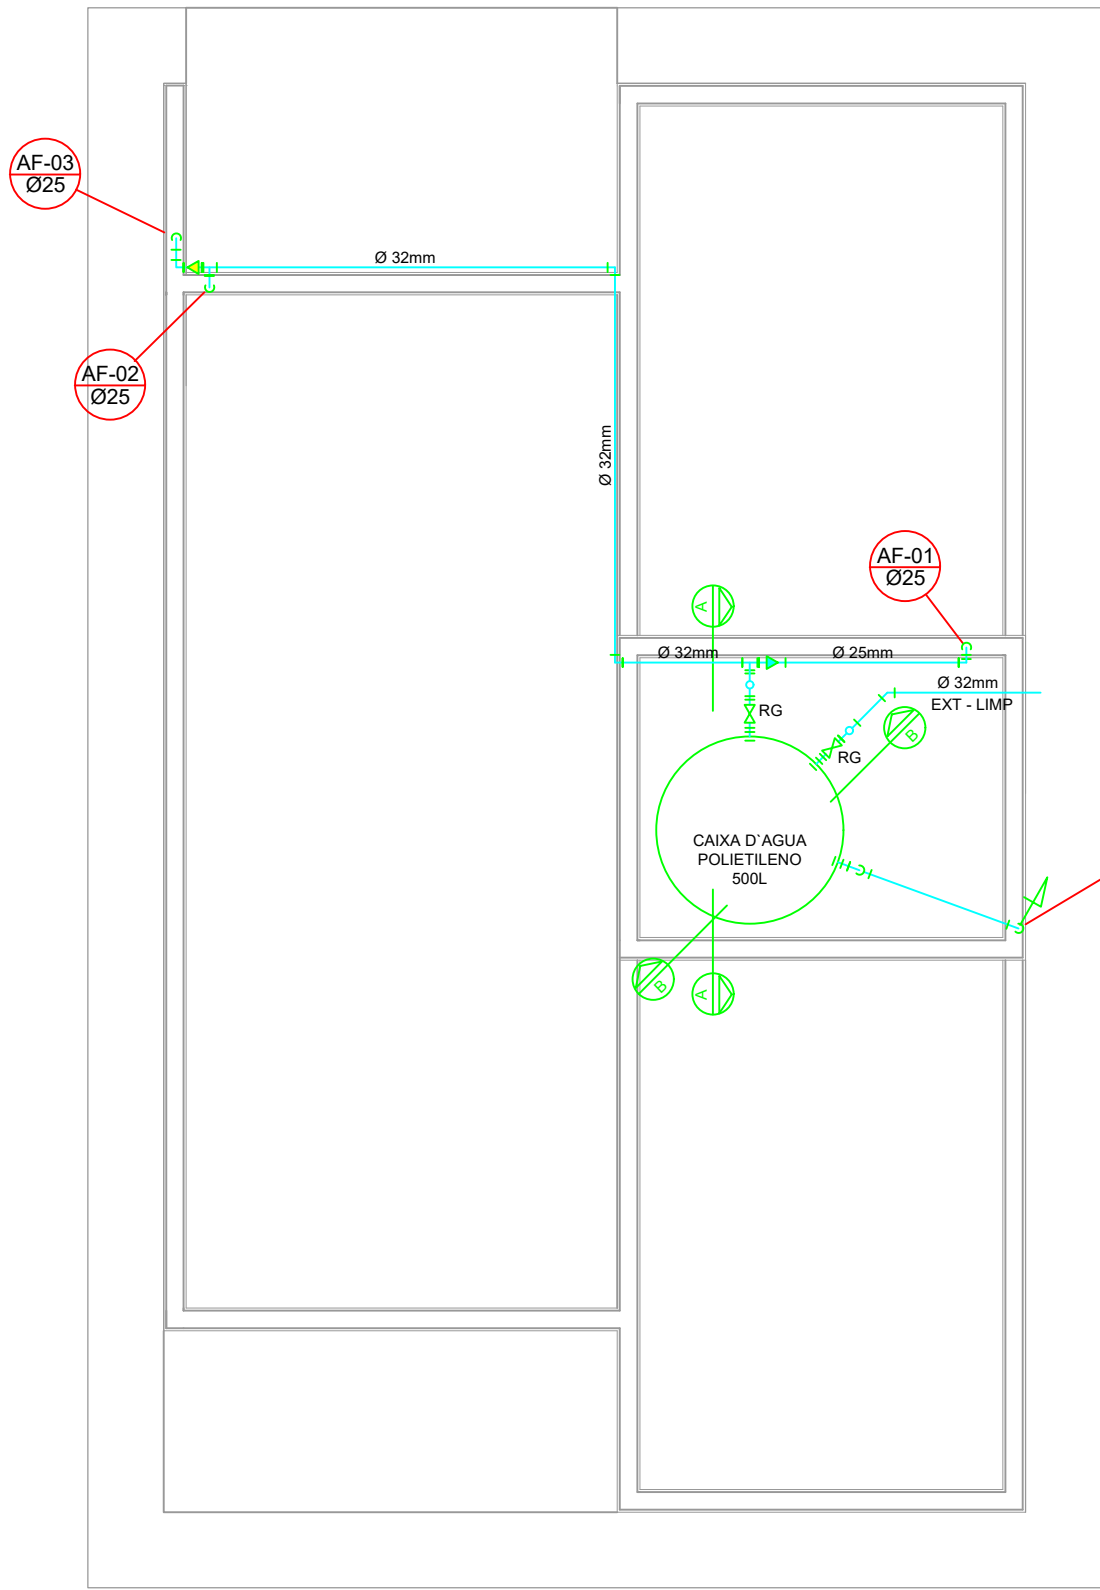 AF-03
Ø25
Ø 32mm
AF-02
Ø25
Ø 32mm
AF-01
Ø25
A
Ø 32mm
Ø 25mm
Ø 32mm
EXT - LIMP
RG
B
RG
CAIXA D`AGUA
POLIETILENO
500L
B
A